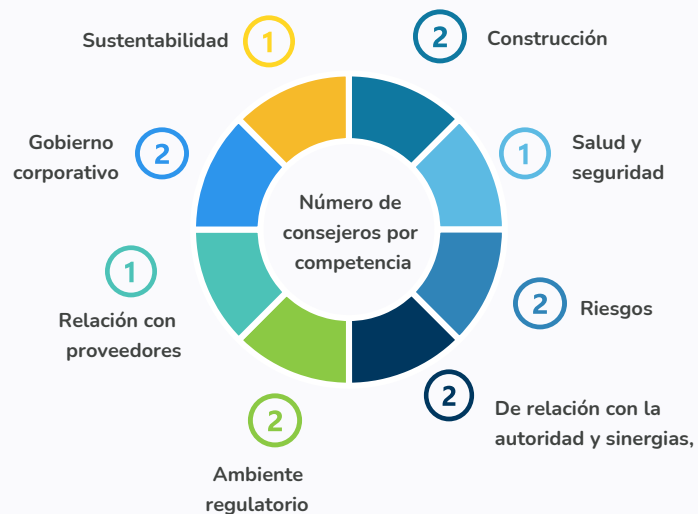 Número de
consejeros por
competencia
2
Construcción
1
Salud y
seguridad
2
Riesgos
2
De relación con la
autoridad y sinergias,
2
Ambiente
regulatorio
1
Relación con
proveedores
2
Gobierno
corporativo
1
Sustentabilidad